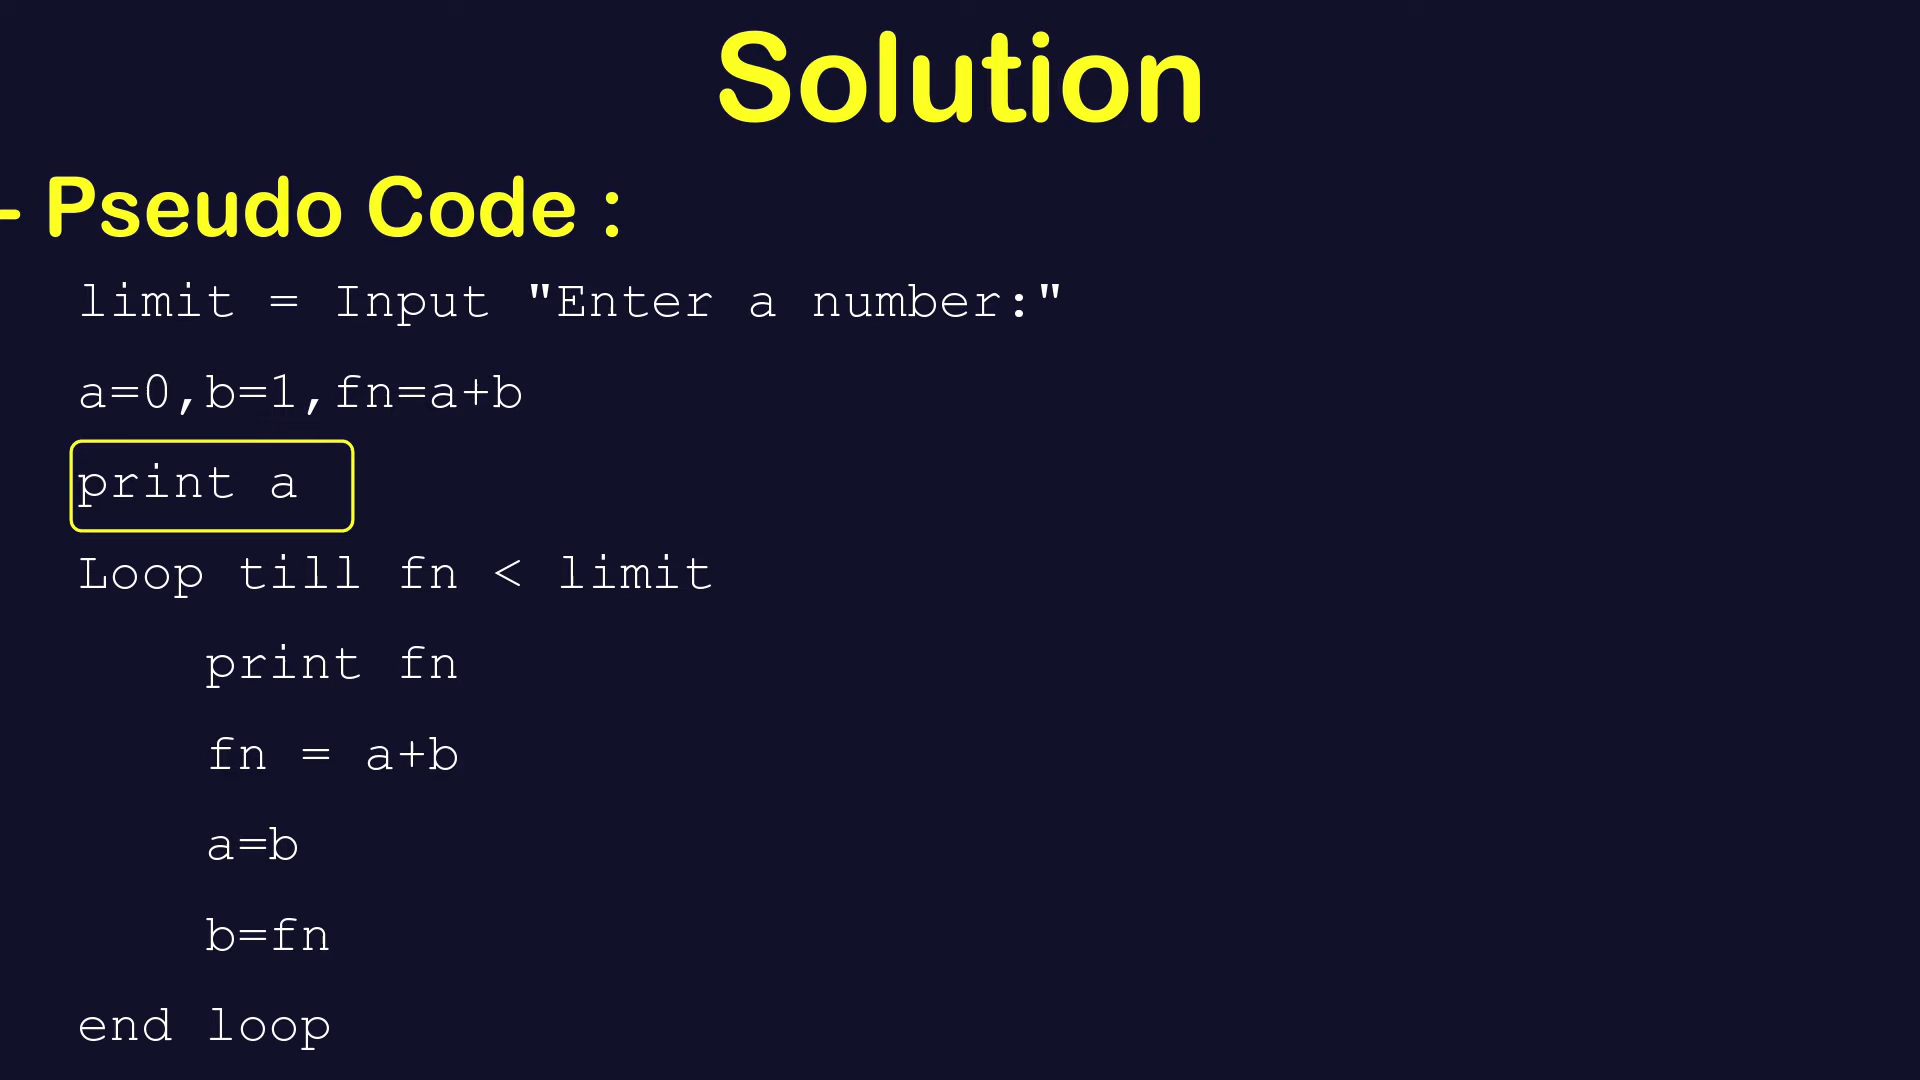 Solution
- Pseudo Code :
limit = Input "Enter a number:"
a=0,b=1,fn=a+b
print a
Loop till fn < limit
print fn
fn = a+b
a=b
b=fn
end loop